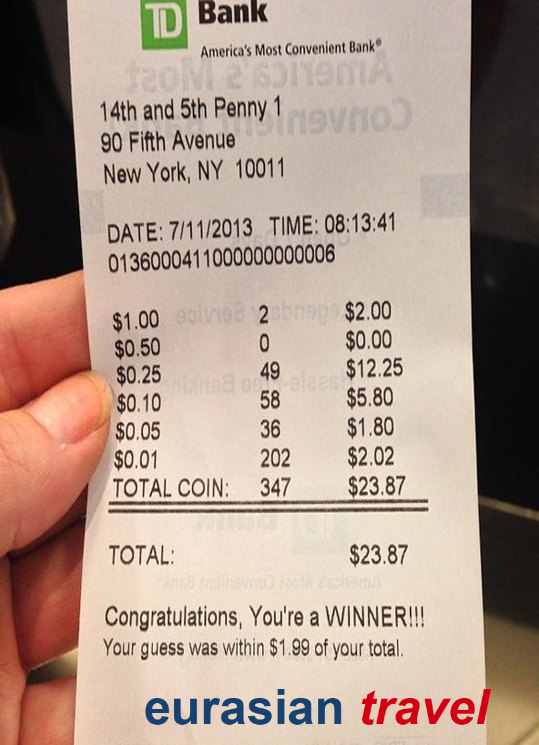 TD Bank
America's Most Convenient Bank®
14th and 5th Penny 1
90 Fifth Avenue
New York, NY 10011
DATE: 7/11/2013 TIME: 08:13:41
0136000411000000000006
$1.00 2 $2.00
$0.50 0 $0.00
$0.25 49 $12.25
$0.10 58 $5.80
$0.05 36 $1.80
$0.01 202 $2.02
TOTAL COIN: 347 $23.87
TOTAL: $23.87
Congratulations, You're a WINNER!!!
Your guess was within $1.99 of your total.
eurasian travel